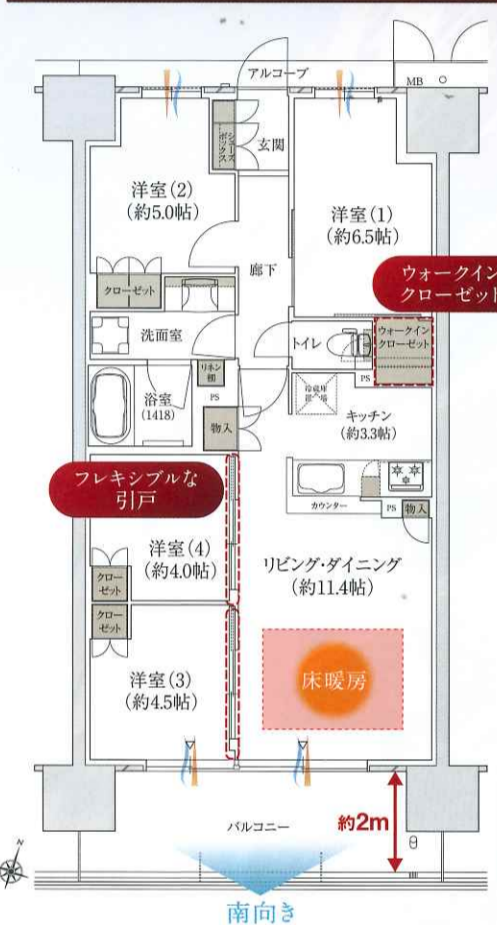 アルコーブ
MB
シューズ
ボックス
玄関
洋室(2)
(約5.0帖)
洋室(1)
(約6.5帖)
廊下
ウォークイン
クローゼット
クローゼット
洗面室
トイレ
ウォークイン
クローゼット
リネン
棚
PS
PS
浴室
(1418)
物入
冷蔵庫
置場
キッチン
(約3.3帖)
フレキシブルな
引戸
カウンター
PS
物入
洋室(4)
(約4.0帖)
リビング・ダイニング
(約11.4帖)
クロー
ゼット
クロー
ゼット
洋室(3)
(約4.5帖)
床暖房
バルコニー
約2m
N
南向き